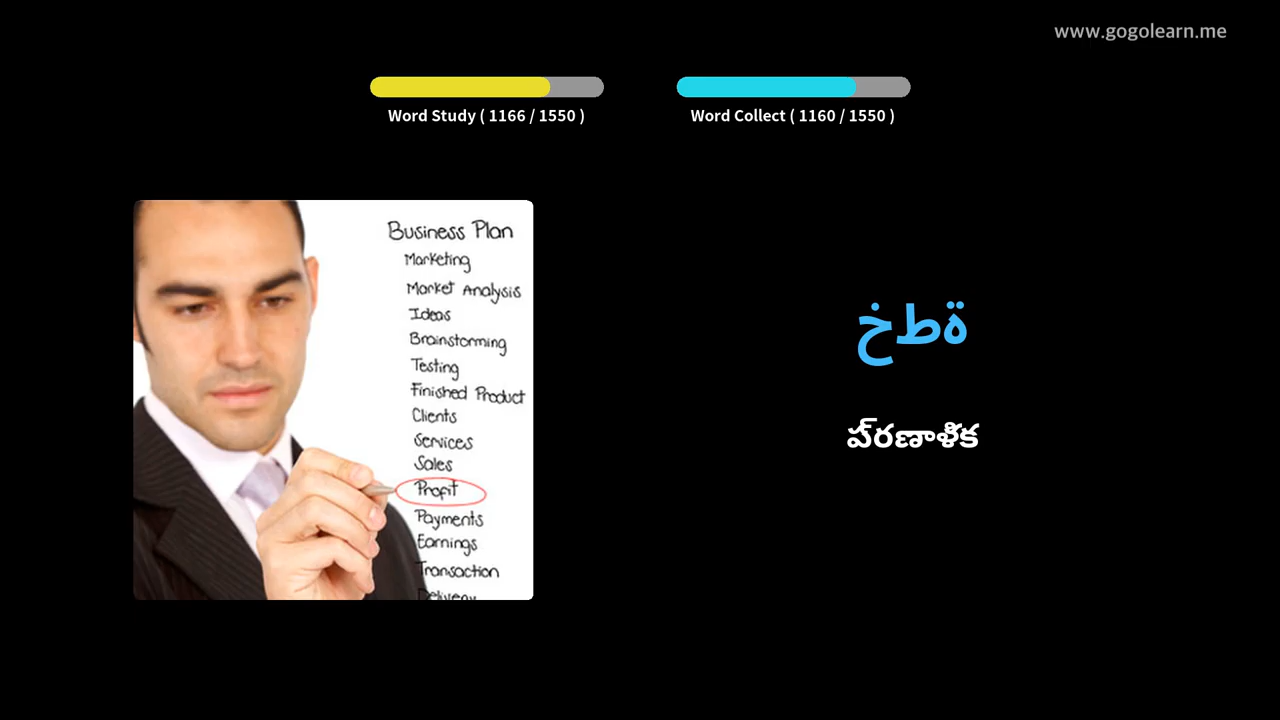 www.gogolearn.me
Word Study ( 1166 / 1550 )
Word Collect ( 1160 / 1550 )
Business Plan
Marketing
Market Analysis
Ideas
Brainstorming
Testing
Finished Product
Clients
Services
Sales
Profit
Payments
Earnings
Transaction
Delivery
خطة
ప్రణాళిక